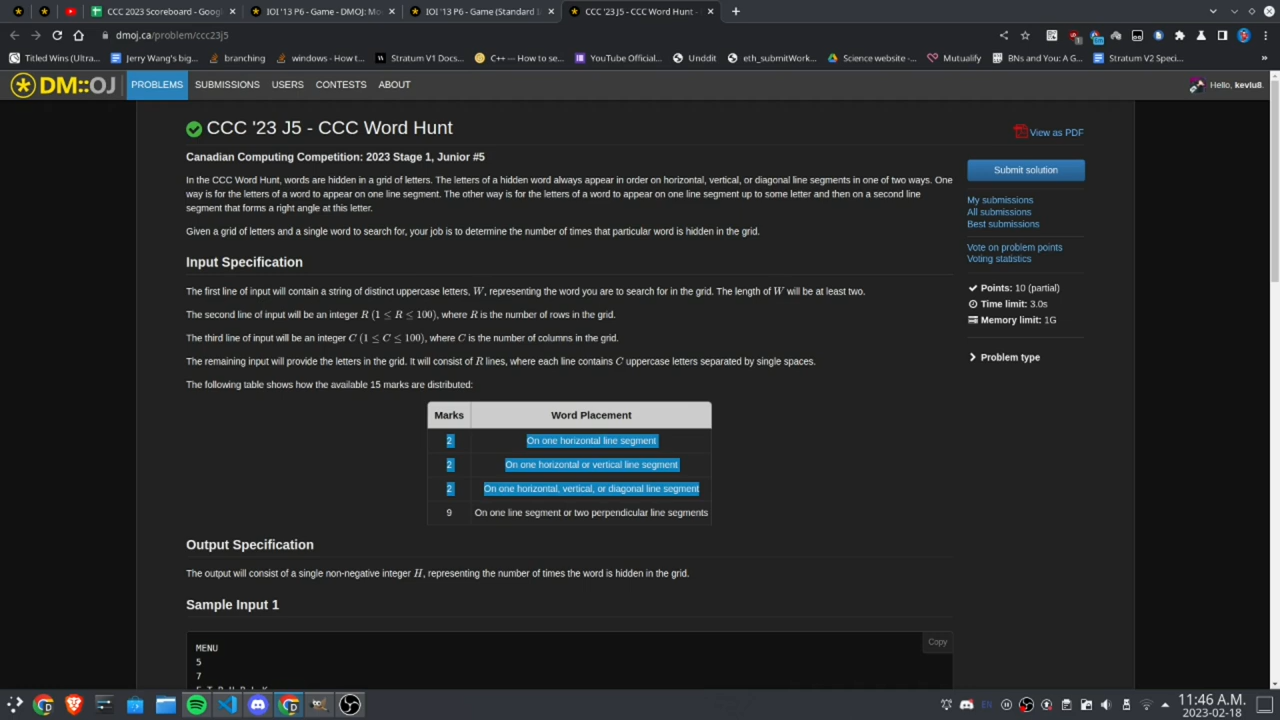 CCC 2023 Scoreboard - Goog
IOI '13 P6 - Game - DMOJ: Mo
IOI '13 P6 - Game (Standard
CCC '23 J5 - CCC Word Hunt -
dmoj.ca/problem/ccc23j5
Titled Wins (Ultra...
Jerry Wang's big...
branching
windows - How t...
Stratum V1 Docs...
C++ — How to se...
YouTube Official...
Unddit
eth_submitWork...
Science website -...
Mutualify
BNs and You: A G...
Stratum V2 Speci...
DM::OJ
PROBLEMS
SUBMISSIONS
USERS
CONTESTS
ABOUT
Hello, kevlu8.
CCC '23 J5 - CCC Word Hunt
View as PDF
Canadian Computing Competition: 2023 Stage 1, Junior #5
In the CCC Word Hunt, words are hidden in a grid of letters. The letters of a hidden word always appear in order on horizontal, vertical, or diagonal line segments in one of two ways. One
way is for the letters of a word to appear on one line segment. The other way is for the letters of a word to appear on one line segment up to some letter and then on a second line
segment that forms a right angle at this letter.
Given a grid of letters and a single word to search for, your job is to determine the number of times that particular word is hidden in the grid.
Submit solution
My submissions
All submissions
Best submissions
Vote on problem points
Voting statistics
Points: 10 (partial)
Time limit: 3.0s
Memory limit: 1G
Problem type
Input Specification
The first line of input will contain a string of distinct uppercase letters, W, representing the word you are to search for in the grid. The length of W will be at least two.
The second line of input will be an integer R (1 ≤ R ≤ 100), where R is the number of rows in the grid.
The third line of input will be an integer C (1 ≤ C ≤ 100), where C is the number of columns in the grid.
The remaining input will provide the letters in the grid. It will consist of R lines, where each line contains C uppercase letters separated by single spaces.
The following table shows how the available 15 marks are distributed:
Marks Word Placement
2 On one horizontal line segment
2 On one horizontal or vertical line segment
2 On one horizontal, vertical, or diagonal line segment
9 On one line segment or two perpendicular line segments
Output Specification
The output will consist of a single non-negative integer H, representing the number of times the word is hidden in the grid.
Sample Input 1
Copy
MENU
5
7
EN
11:46 A.M.
2023-02-18